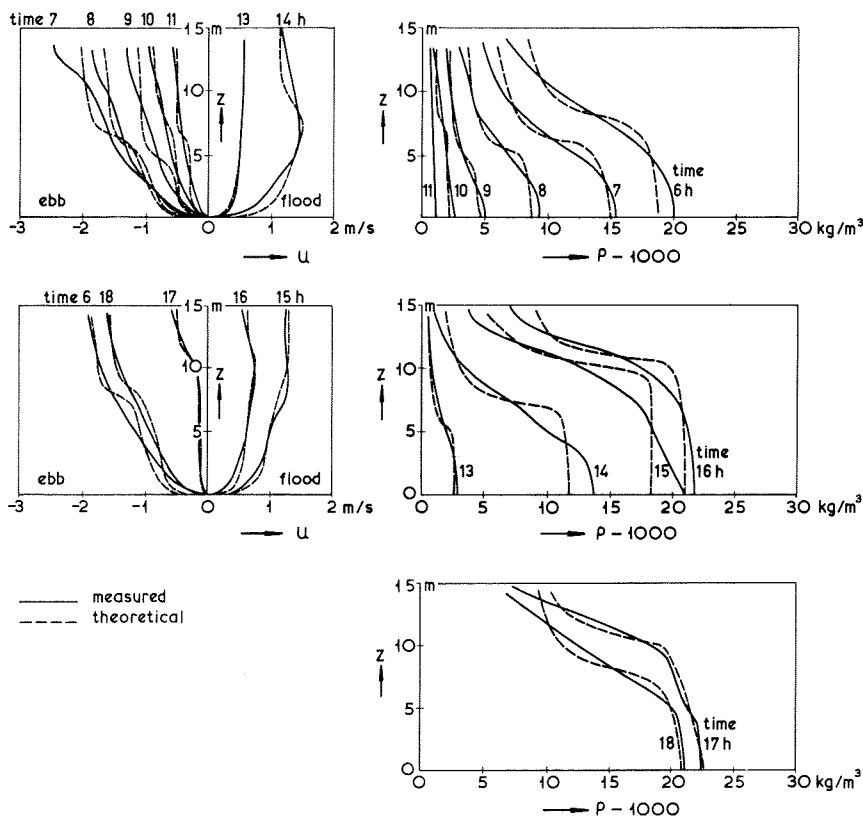 time 7 8 9 10 11 15 m 13 14 h
10
Z
5
ebb
flood
-3 -2 -1 0 1 2 m/s
u
15 m
10
Z
5
0
11 10 9 8 7
time
6 h
0 5 10 15 20 25 30 kg/m³
ρ - 1000
time 6 18 17 15 m 16 15 h
10
Z
5
ebb
flood
-3 -2 -1 0 1 2 m/s
u
15 m
10
Z
5
0
13 14 15
time
16 h
0 5 10 15 20 25 30 kg/m³
ρ - 1000
measured
theoretical
15 m
10
Z
5
0
18
time
17 h
0 5 10 15 20 25 30 kg/m³
ρ - 1000